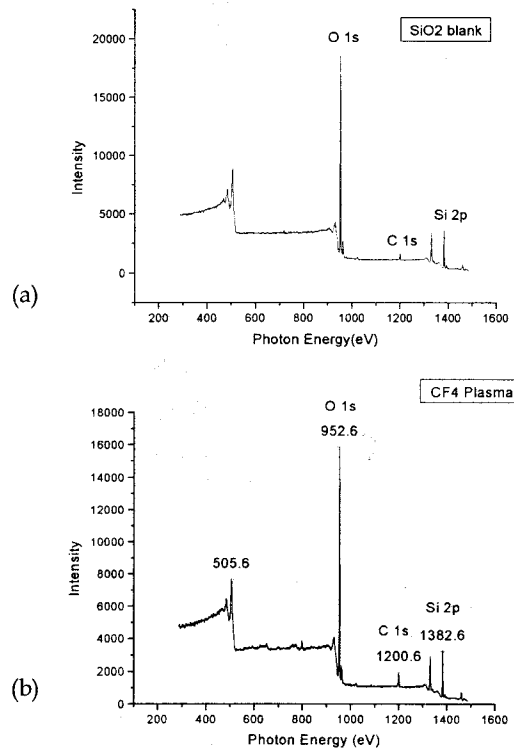 SiO2 blank
O 1s
20000
15000
Intensity
10000
5000
0
C 1s
Si 2p
(a)
200 400 600 800 1000 1200 1400 1600
Photon Energy(eV)
CF4 Plasma
O 1s
952.6
18000
16000
14000
12000
10000
Intensity
8000
6000
4000
2000
0
505.6
Si 2p
1382.6
C 1s
1200.6
(b)
200 400 600 800 1000 1200 1400 1600
Photon Energy (eV)